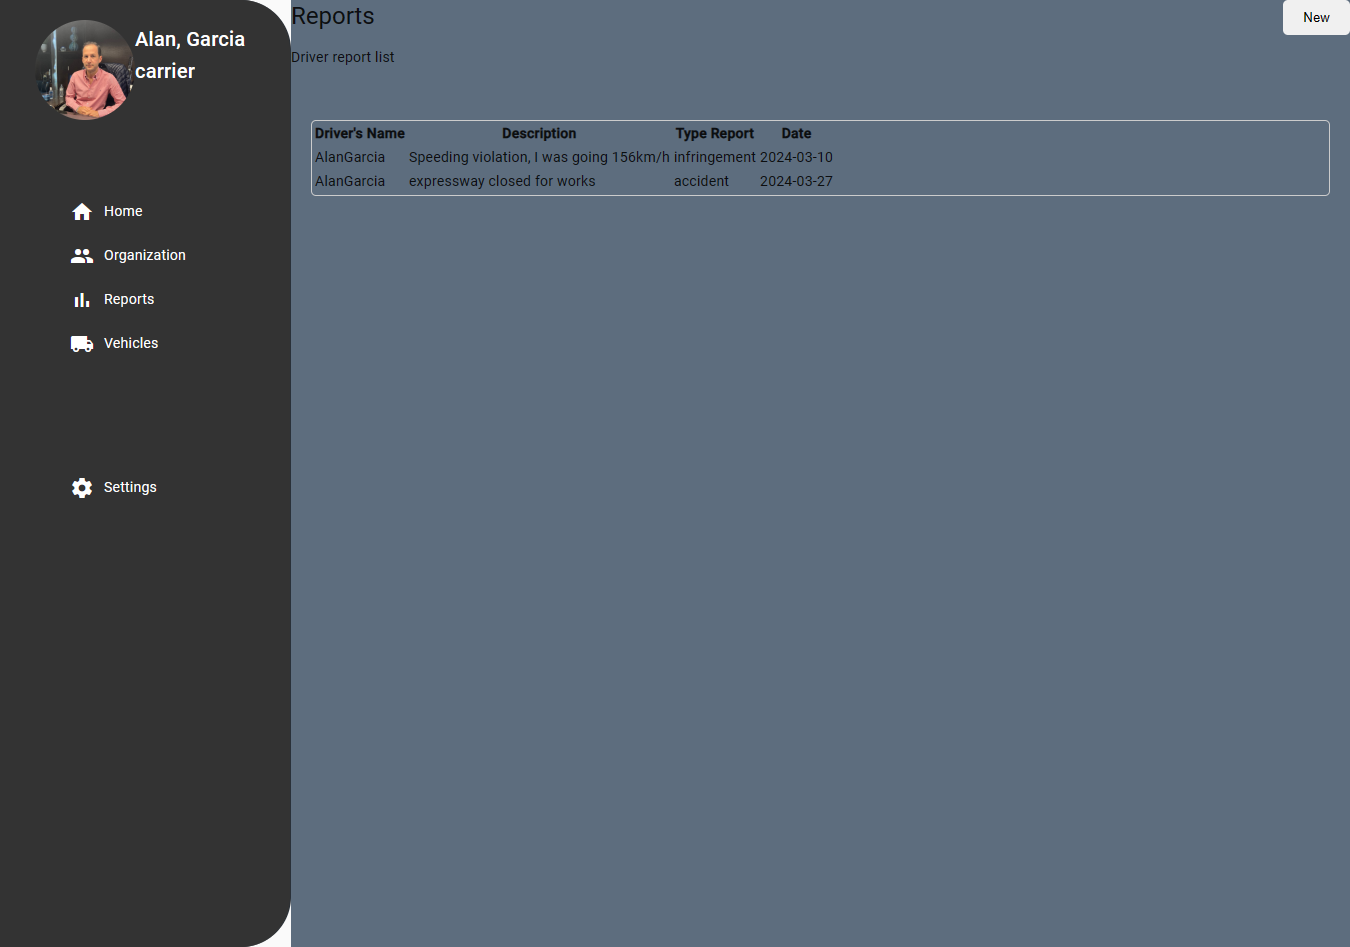 Alan, Garcia
carrier
Home
Organization
Reports
Vehicles
Settings
Reports
New
Driver report list
Driver's Name Description Type Report Date
AlanGarcia Speeding violation, I was going 156km/h infringement 2024-03-10
AlanGarcia expressway closed for works accident 2024-03-27